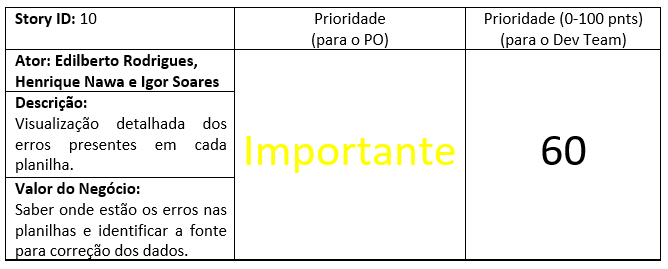 Story ID: 10
Prioridade
(para o PO)
Prioridade (0-100 pnts)
(para o Dev Team)
Ator: Edilberto Rodrigues,
Henrique Nawa e Igor Soares
Descrição:
Visualização detalhada dos
erros presentes em cada
planilha.
Importante
60
Valor do Negócio:
Saber onde estão os erros nas
planilhas e identificar a fonte
para correção dos dados.